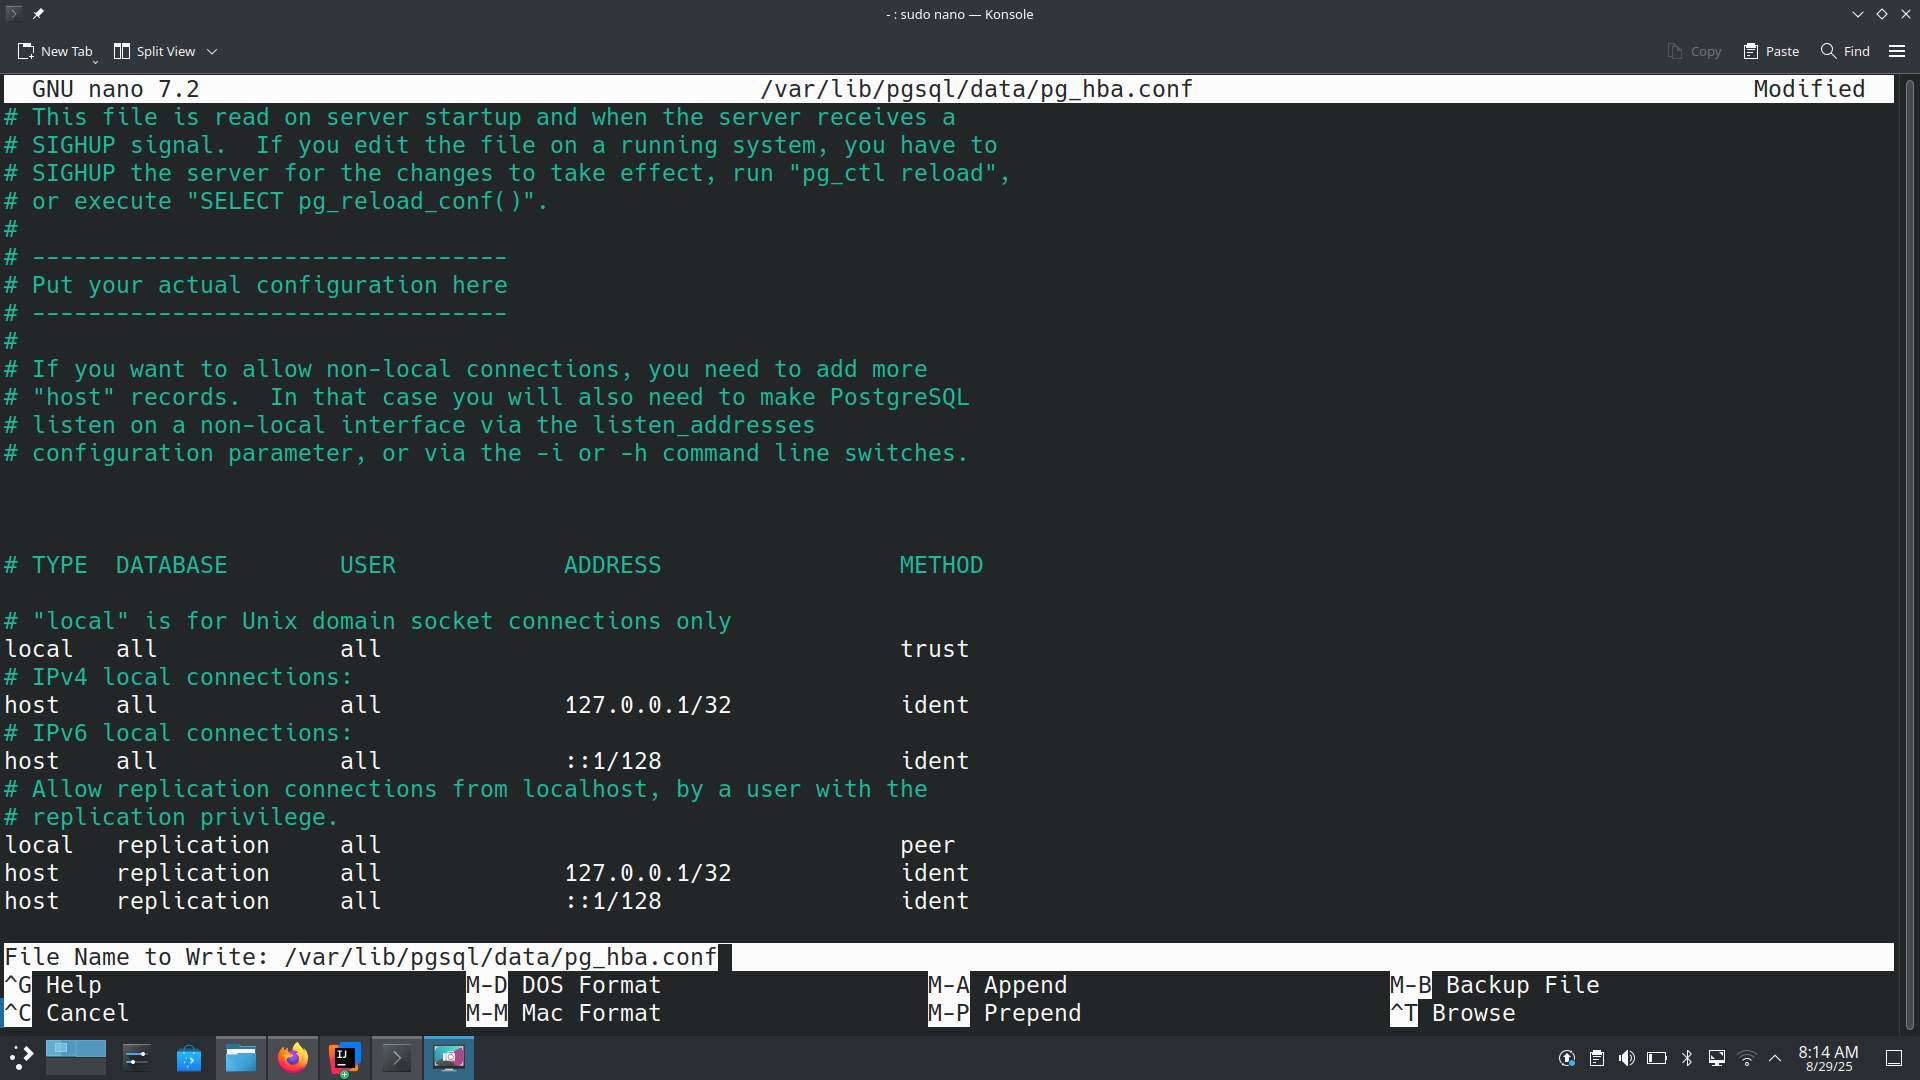 - : sudo nano — Konsole
New Tab
Split View
Copy
Paste
Find
GNU nano 7.2 /var/lib/pgsql/data/pg_hba.conf Modified
# This file is read on server startup and when the server receives a
# SIGHUP signal.  If you edit the file on a running system, you have to
# SIGHUP the server for the changes to take effect, run "pg_ctl reload",
# or execute "SELECT pg_reload_conf()".
#
# ----------------------------------
# Put your actual configuration here
# ----------------------------------
#
# If you want to allow non-local connections, you need to add more
# "host" records.  In that case you will also need to make PostgreSQL
# listen on a non-local interface via the listen_addresses
# configuration parameter, or via the -i or -h command line switches.
# TYPE  DATABASE        USER            ADDRESS                 METHOD
# "local" is for Unix domain socket connections only
local   all             all                                     trust
# IPv4 local connections:
host    all             all             127.0.0.1/32            ident
# IPv6 local connections:
host    all             all             ::1/128                 ident
# Allow replication connections from localhost, by a user with the
# replication privilege.
local   replication     all                                     peer
host    replication     all             127.0.0.1/32            ident
host    replication     all             ::1/128                 ident
File Name to Write: /var/lib/pgsql/data/pg_hba.conf
^G Help M-D DOS Format M-A Append M-B Backup File
^C Cancel M-M Mac Format M-P Prepend ^T Browse
IJ
8:14 AM
8/29/25